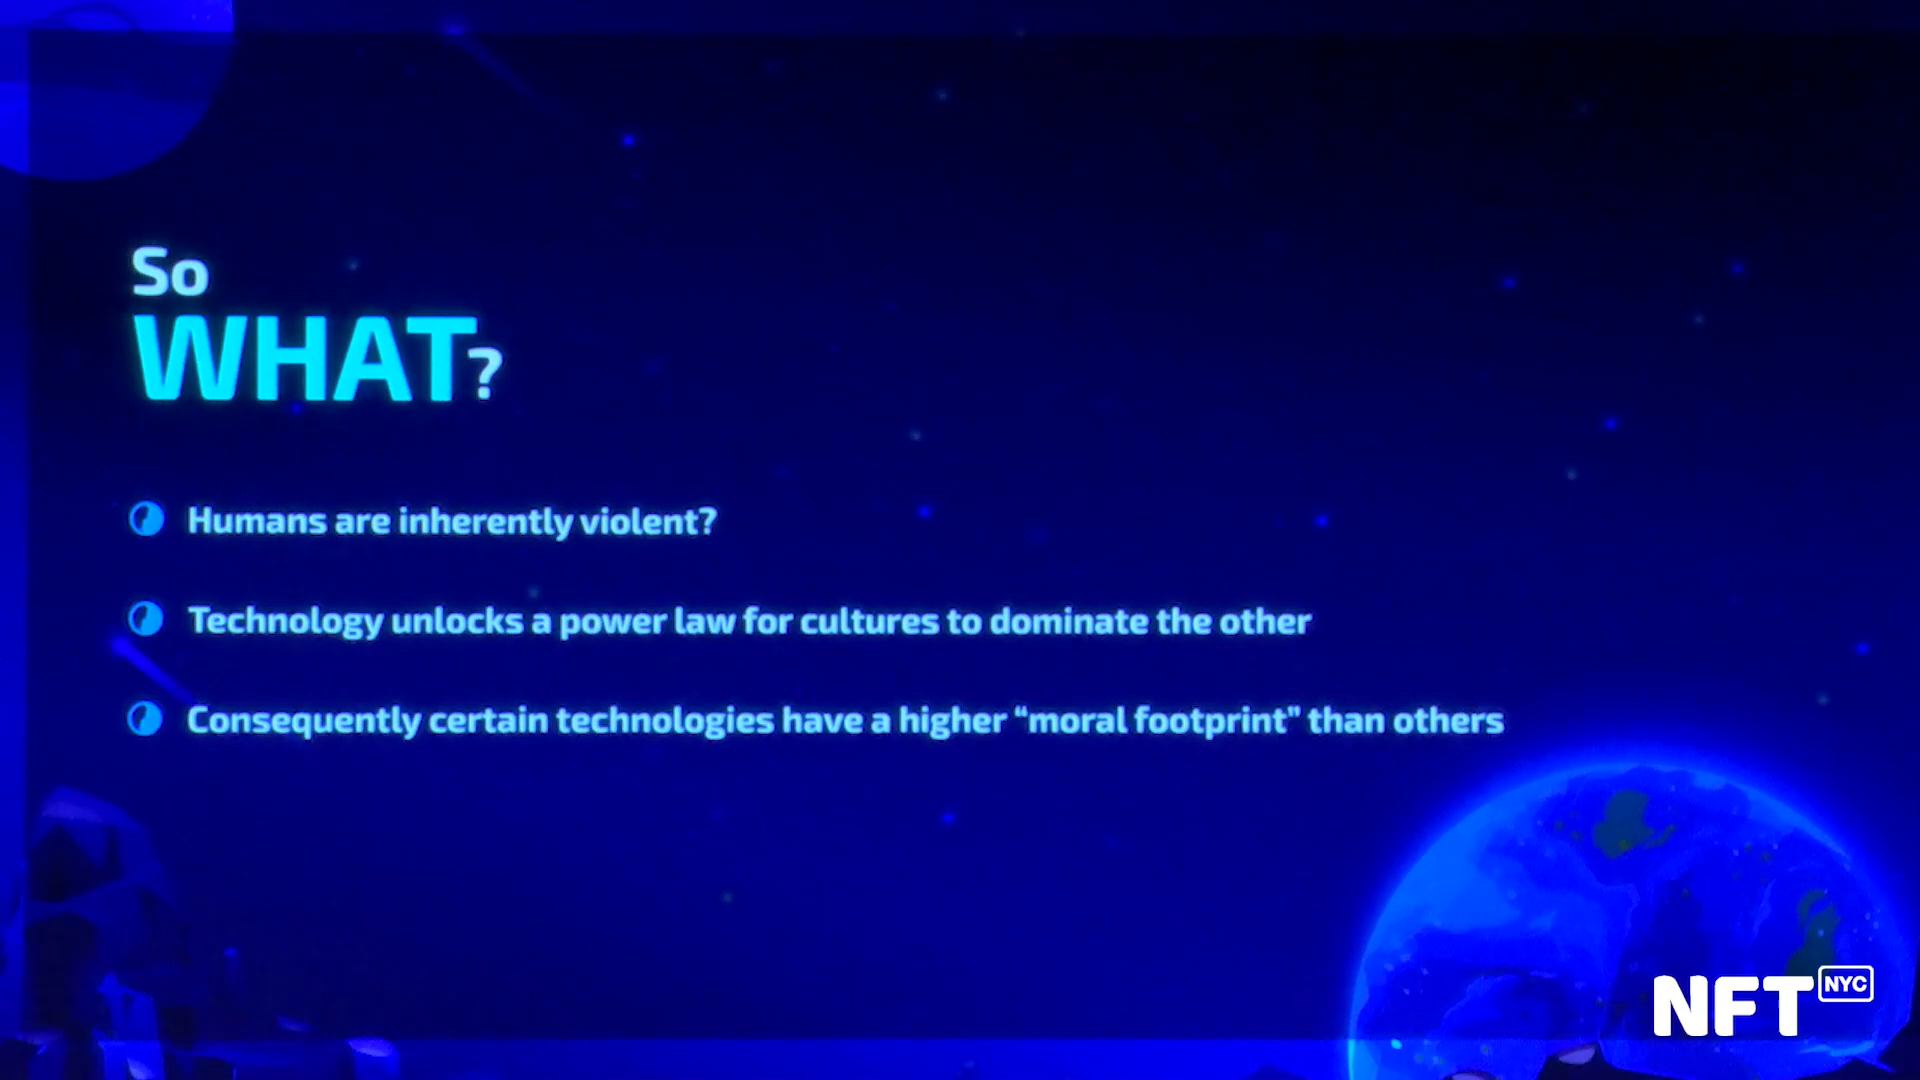 So
WHAT?
Humans are inherently violent?
Technology unlocks a power law for cultures to dominate the other
Consequently certain technologies have a higher “moral footprint” than others
NFT NYC